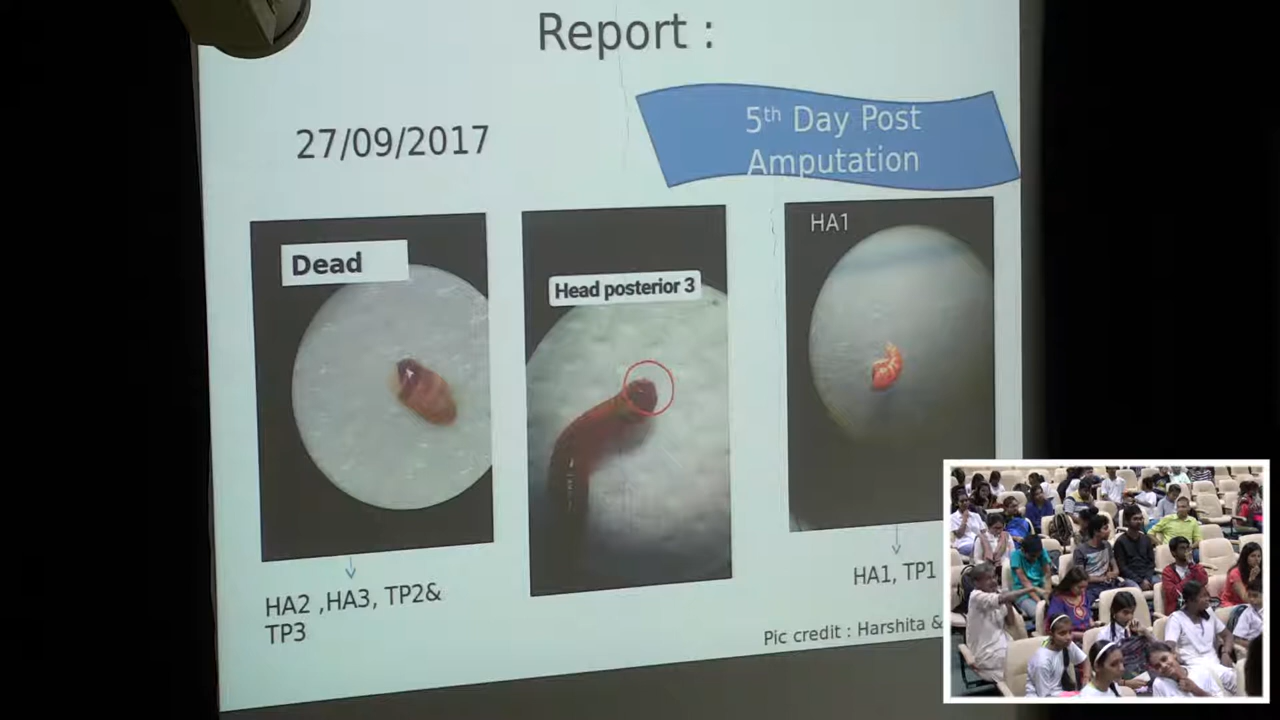 Report :
27/09/2017
5th Day Post
Amputation
Dead
Head posterior 3
HA1
HA2 ,HA3, TP2&
TP3
HA1, TP1
Pic credit : Harshita &